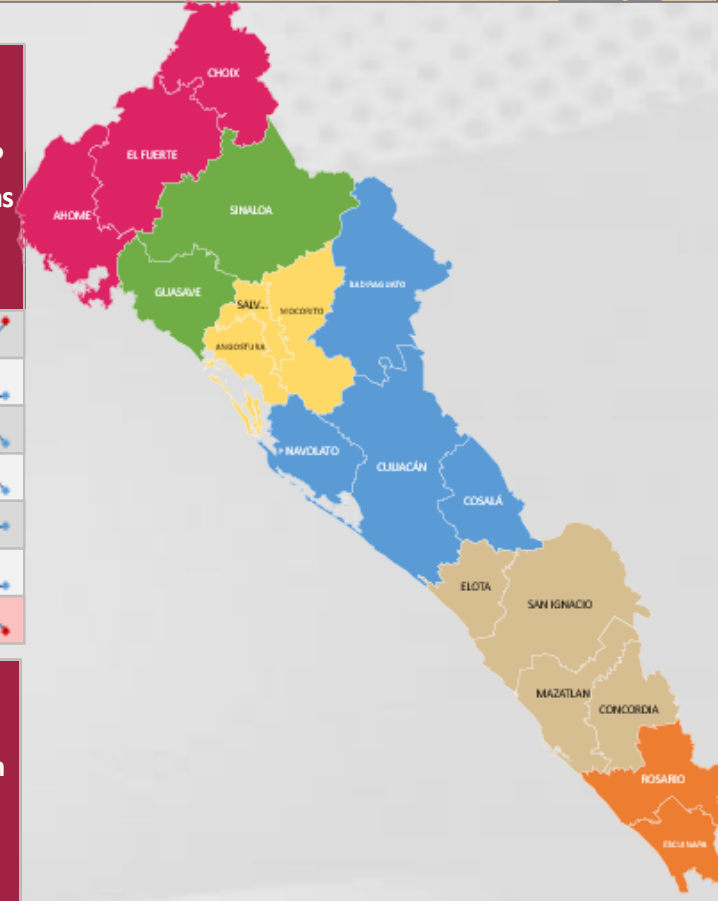 CHOIX
EL FUERTE
as
AHOME
SINALOA
BADIRAGUATO
GUASAVE
SALV...
MOCORITO
ANGOSTURA
NAVOLATO
CULIACÁN
COSALÁ
ELOTA
SAN IGNACIO
MAZATLAN
CONCORDIA
ROSARIO
ESCUINAPA